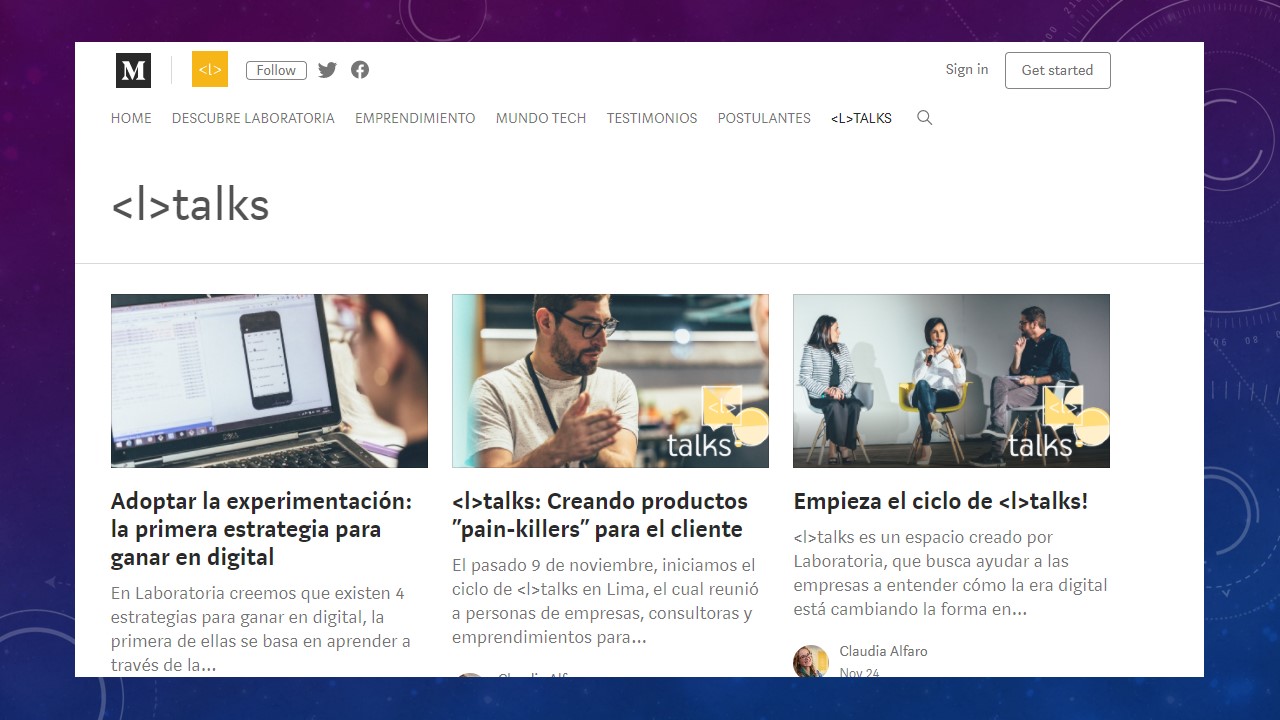 M <l> Follow Sign in Get started
HOME DESCUBRE LABORATORIA EMPRENDIMIENTO MUNDO TECH TESTIMONIOS POSTULANTES <L>TALKS
<l>talks
<l>
talks
<l>
talks
Adoptar la experimentación:
la primera estrategia para
ganar en digital
En Laboratoria creemos que existen 4
estrategias para ganar en digital, la
primera de ellas se basa en aprender a
través de la...
<l>talks: Creando productos
"pain-killers" para el cliente
El pasado 9 de noviembre, iniciamos el
ciclo de <l>talks en Lima, el cual reunió
a personas de empresas, consultoras y
emprendimientos para...
Empieza el ciclo de <l>talks!
<l>talks es un espacio creado por
Laboratoria, que busca ayudar a las
empresas a entender cómo la era digital
está cambiando la forma en...
Claudia Alfaro
Nov 24